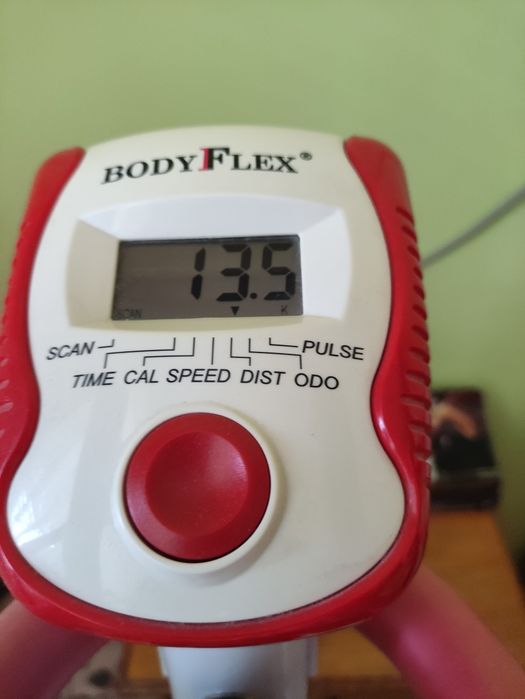 BODYFLEX®
13.5
SCAN K
SCAN PULSE
TIME CAL SPEED DIST ODO